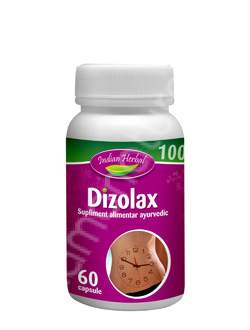 Indian Herbal
100
Dizolax
Supliment alimentar ayurvedic
60
capsule